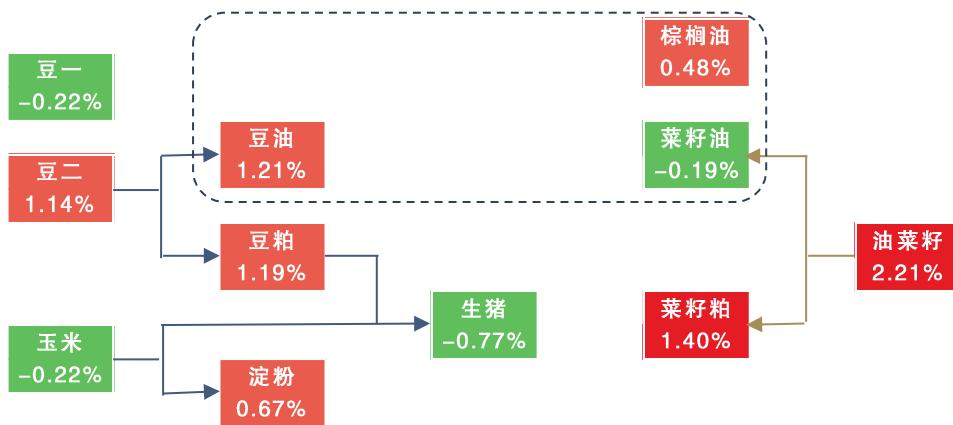 棕榈油
0.48%
豆一
-0.22%
豆油
1.21%
菜籽油
-0.19%
豆二
1.14%
豆粕
1.19%
油菜籽
2.21%
生猪
-0.77%
菜籽粕
1.40%
玉米
-0.22%
淀粉
0.67%